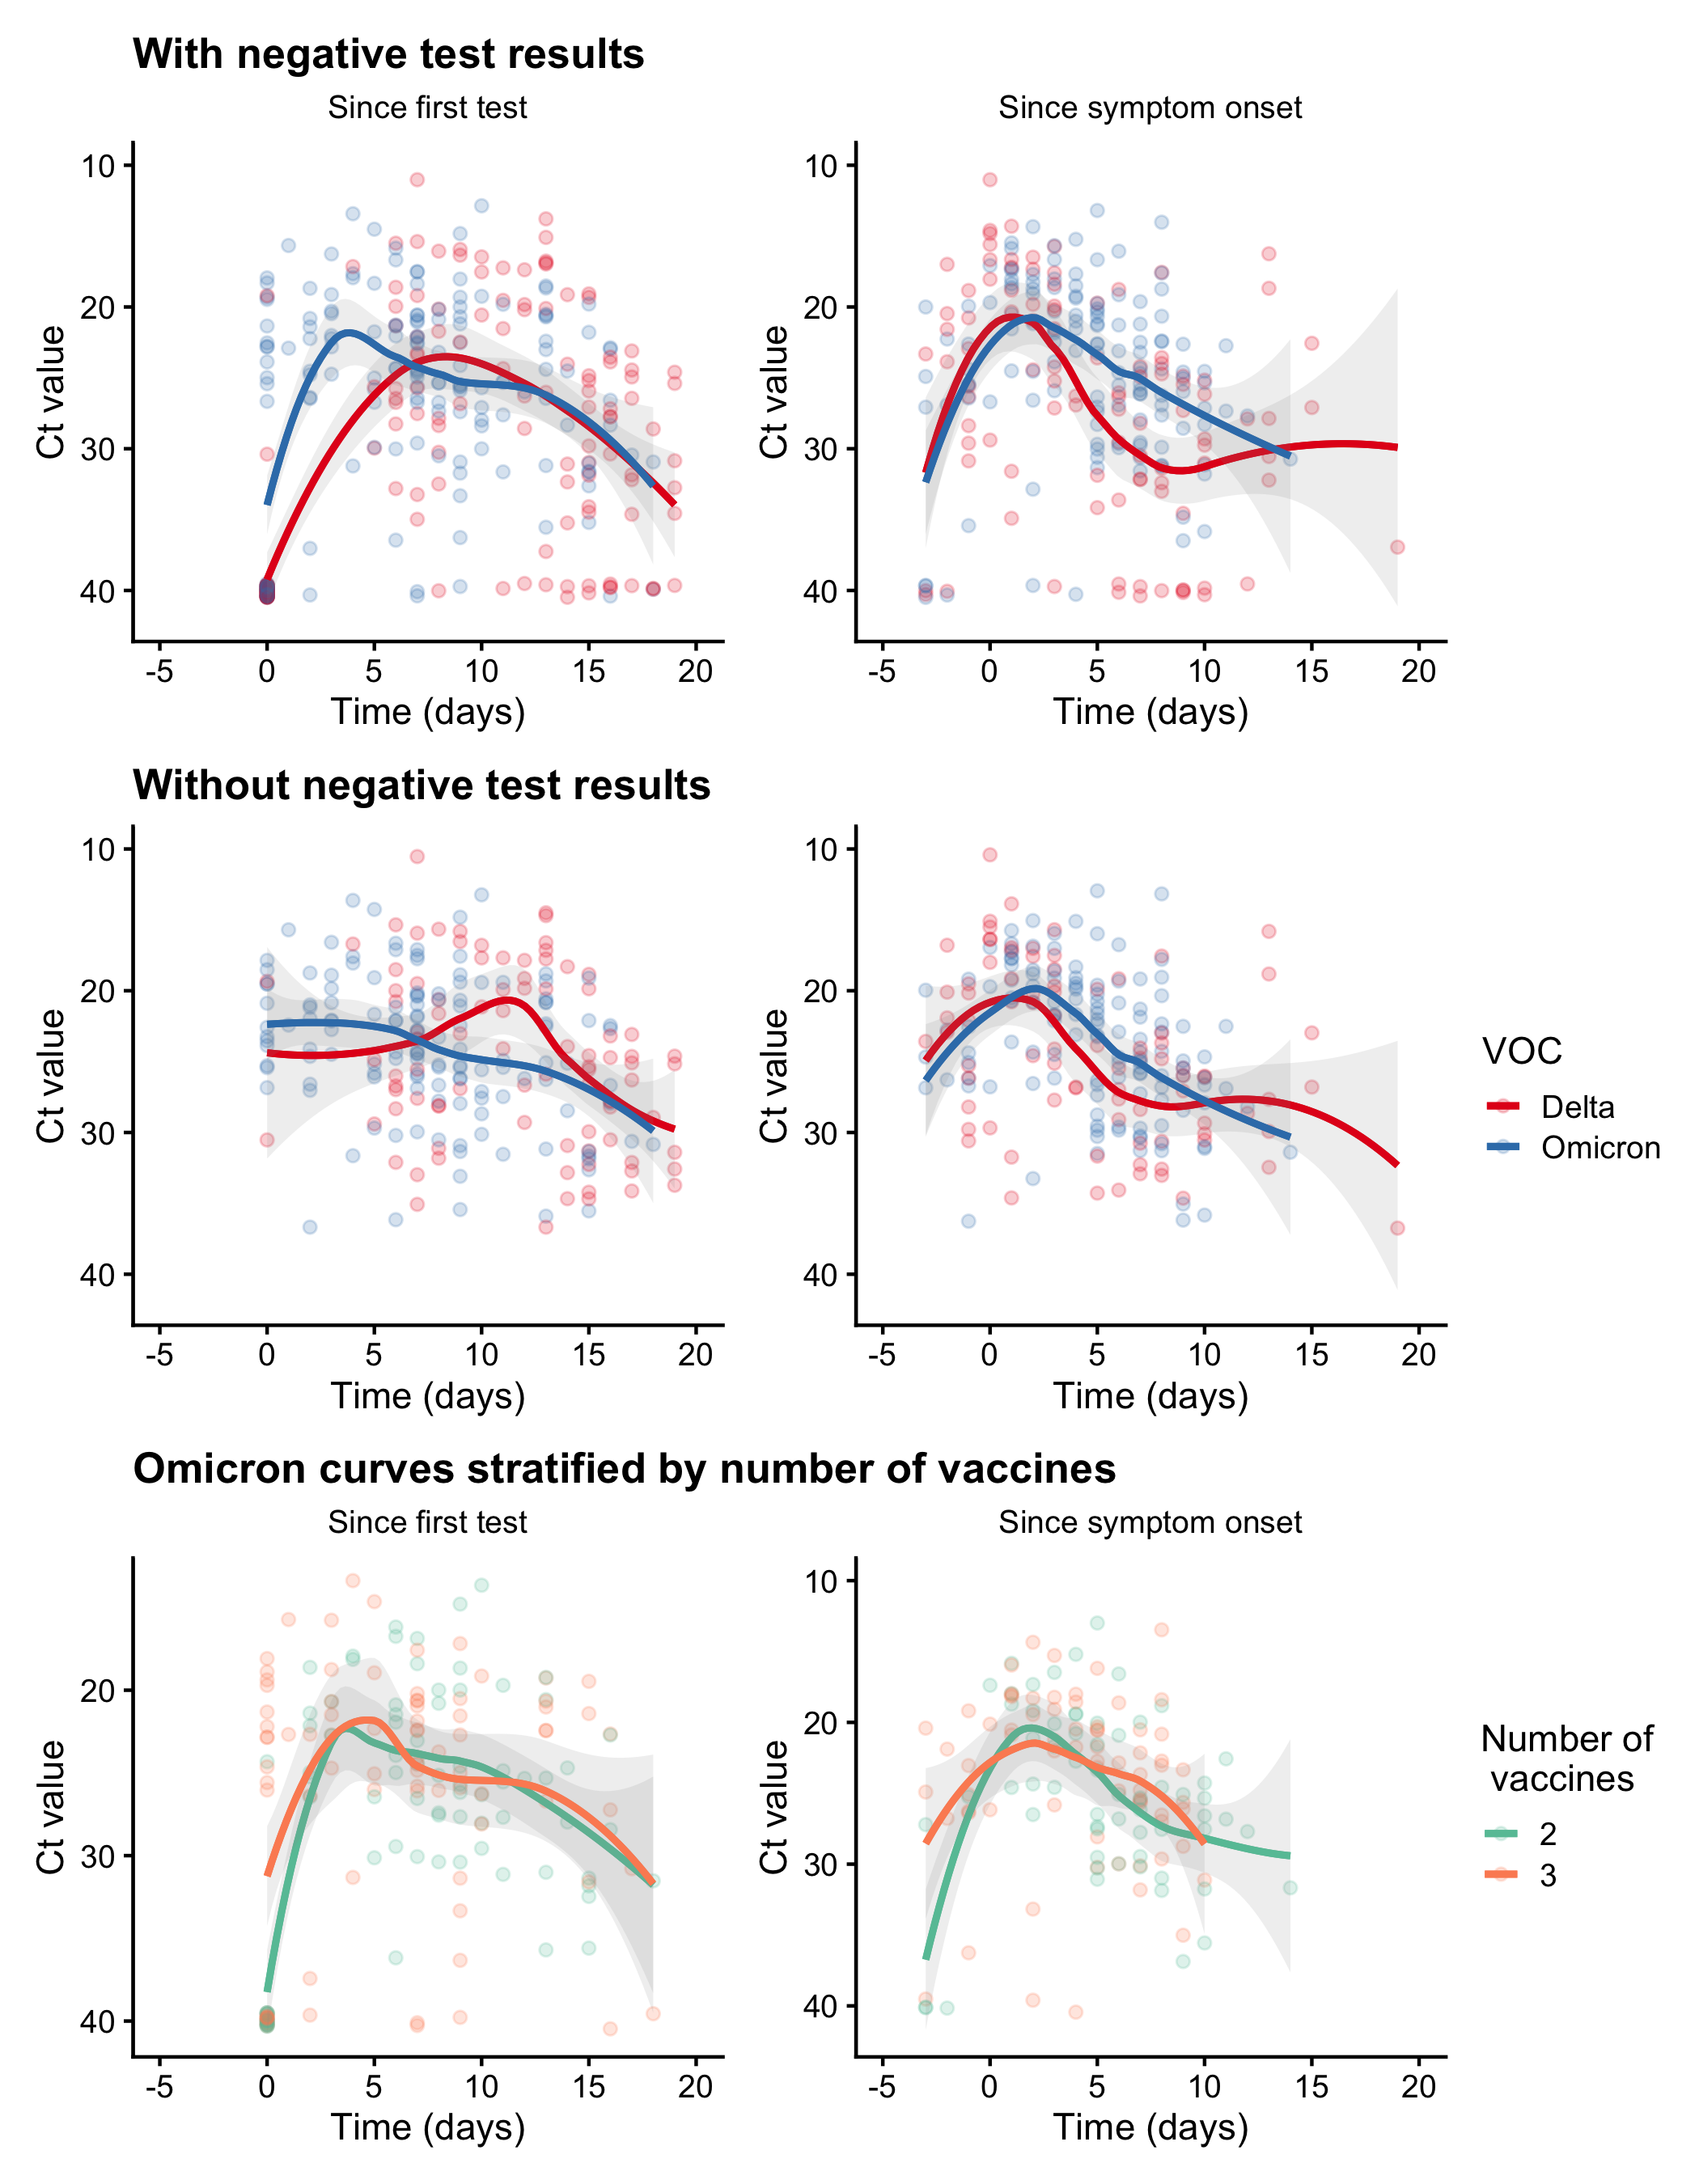 With negative test results
Since first test
Since symptom onset
10
20
30
40
Ct value
-5 0 5 10 15 20
Time (days)
10
20
30
40
Ct value
-5 0 5 10 15 20
Time (days)
Without negative test results
10
20
30
40
Ct value
-5 0 5 10 15 20
Time (days)
10
20
30
40
Ct value
-5 0 5 10 15 20
Time (days)
VOC
Delta
Omicron
Omicron curves stratified by number of vaccines
Since first test
Since symptom onset
20
30
40
Ct value
-5 0 5 10 15 20
Time (days)
10
20
30
40
Ct value
-5 0 5 10 15 20
Time (days)
Number of
vaccines
2
3